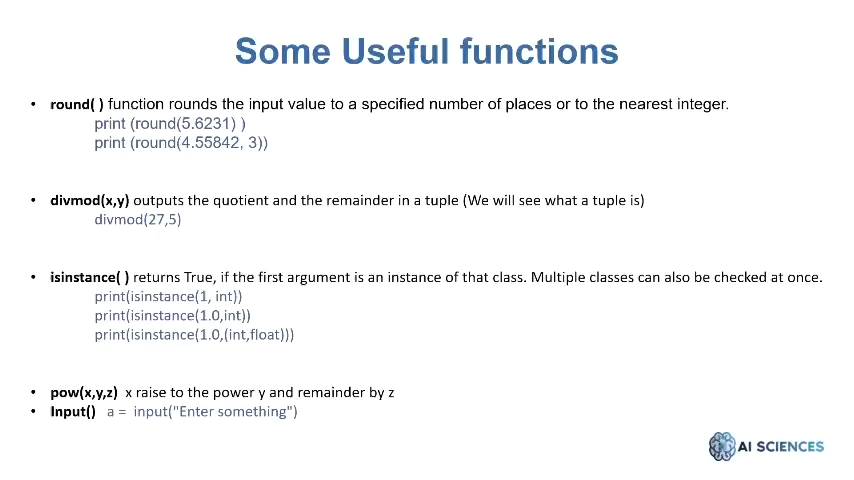 Some Useful functions
• round( ) function rounds the input value to a specified number of places or to the nearest integer.
print (round(5.6231) )
print (round(4.55842, 3))
• divmod(x,y) outputs the quotient and the remainder in a tuple (We will see what a tuple is)
divmod(27,5)
• isinstance( ) returns True, if the first argument is an instance of that class. Multiple classes can also be checked at once.
print(isinstance(1, int))
print(isinstance(1.0,int))
print(isinstance(1.0,(int,float)))
• pow(x,y,z)  x raise to the power y and remainder by z
• Input()   a =  input("Enter something")
AI SCIENCES